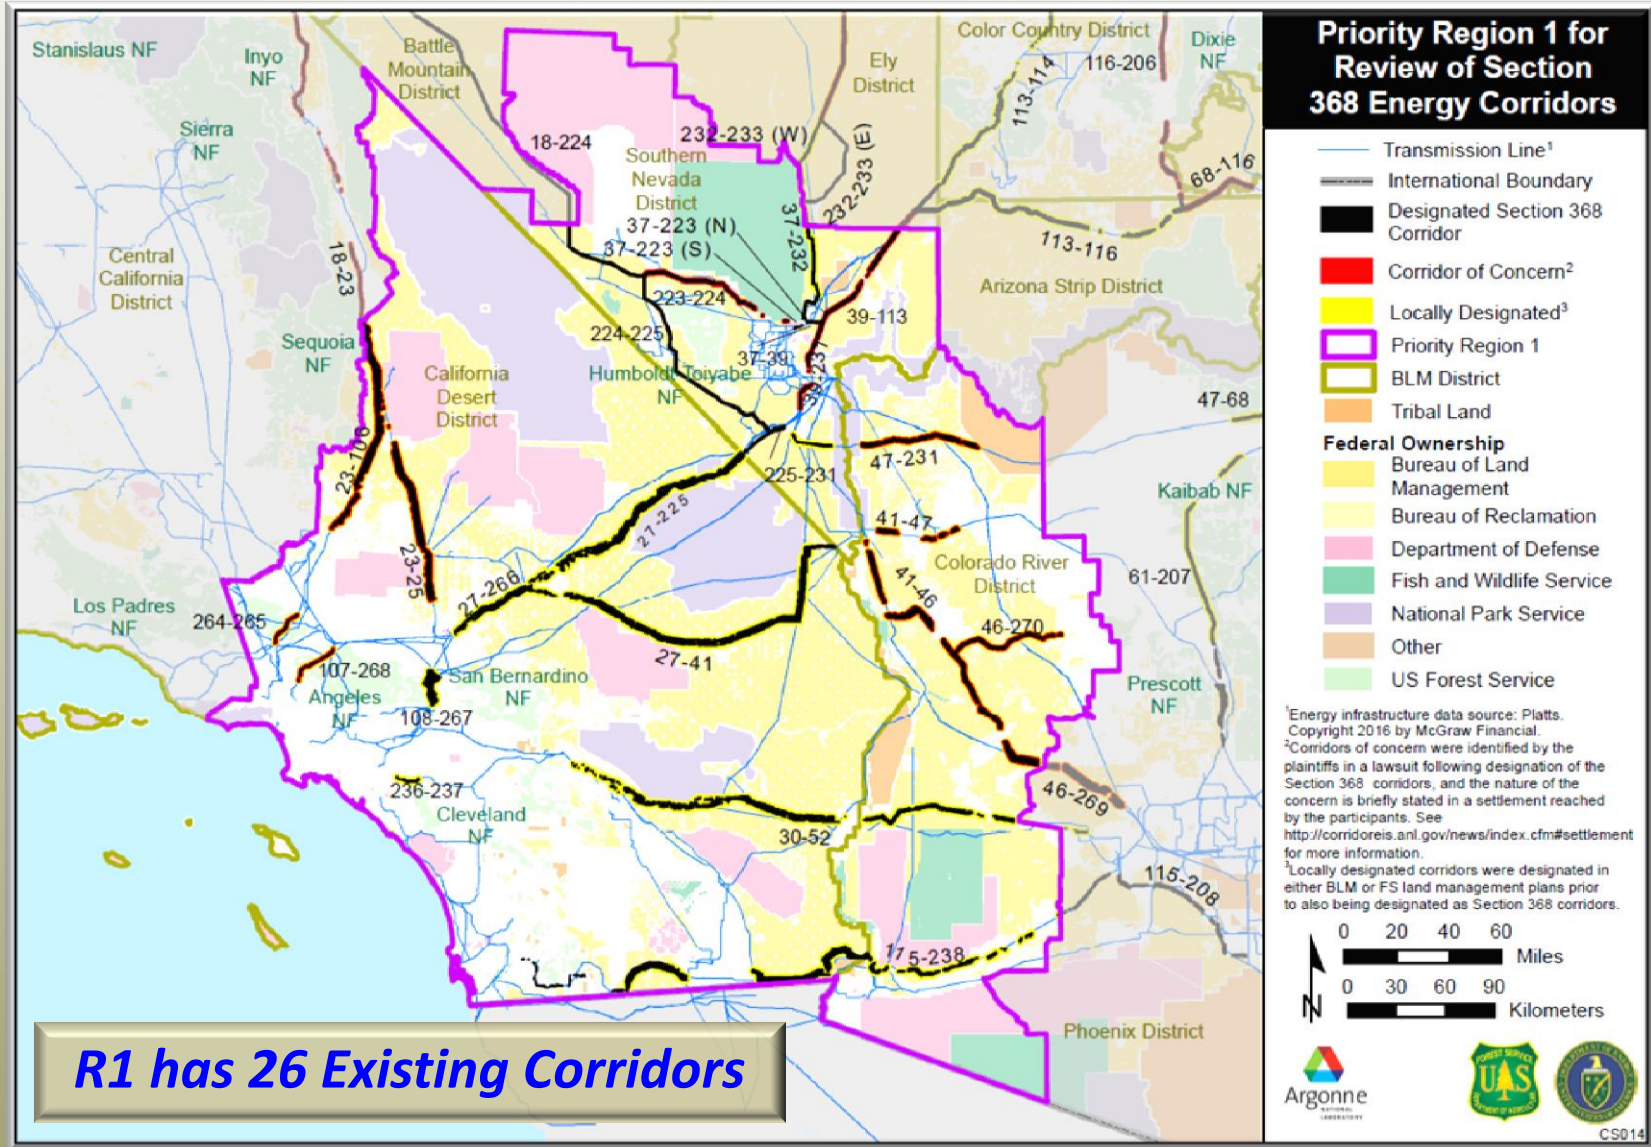 Priority Region 1 for
Review of Section
368 Energy Corridors
Transmission Line1
International Boundary
Designated Section 368
Corridor
Corridor of Concern2
Locally Designated3
Priority Region 1
BLM District
Tribal Land
Federal Ownership
Bureau of Land
Management
Bureau of Reclamation
Department of Defense
Fish and Wildlife Service
National Park Service
Other
US Forest Service
1Energy infrastructure data source: Platts.
Copyright 2016 by McGraw Financial.
2Corridors of concern were identified by the
plaintiffs in a lawsuit following designation of the
Section 368 corridors, and the nature of the
concern is briefly stated in a settlement reached
by the participants. See
http://corridoreis.anl.gov/news/index.cfm#settlement
for more information.
3Locally designated corridors were designated in
either BLM or FS land management plans prior
to also being designated as Section 368 corridors.
0 20 40 60
Miles
0 30 60 90
Kilometers
N
Argonne
NATIONAL
LABORATORY
FOREST SERVICE
UAS
DEPARTMENT OF AGRICULTURE
CS014
Stanislaus NF
Inyo
NF
Battle
Mountain
District
Ely
District
Color Country District
116-206
Dixie
NF
113-114
Sierra
NF
18-224
232-233 (W)
232-233 (E)
68-116
Southern
Nevada
District
37-223 (N)
37-223 (S)
37-232
113-116
Central
California
District
18-23
Arizona Strip District
223-224
39-113
224-225
37-39
39-231
Sequoia
NF
California
Desert
District
Humboldt-Toiyabe
NF
47-68
23-106
47-231
225-231
Kaibab NF
27-225
41-47
23-25
Colorado River
District
61-207
27-266
41-46
Los Padres
NF
264-265
46-270
27-41
107-268
Angeles
NF
San Bernardino
NF
Prescott
NF
108-267
236-237
Cleveland
NF
46-269
30-52
115-208
115-238
Phoenix District
R1 has 26 Existing Corridors